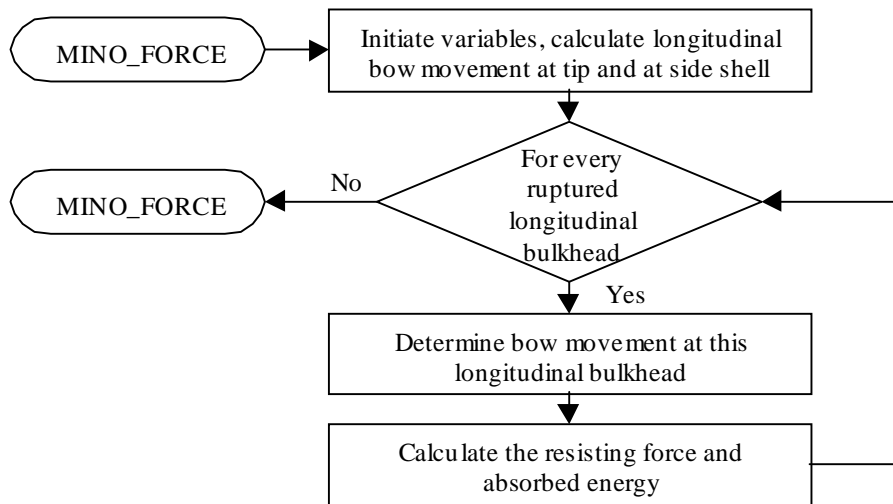 MINO_FORCE
Initiate variables, calculate longitudinal
bow movement at tip and at side shell
For every
ruptured
longitudinal
bulkhead
No
MINO_FORCE
Yes
Determine bow movement at this
longitudinal bulkhead
Calculate the resisting force and
absorbed energy